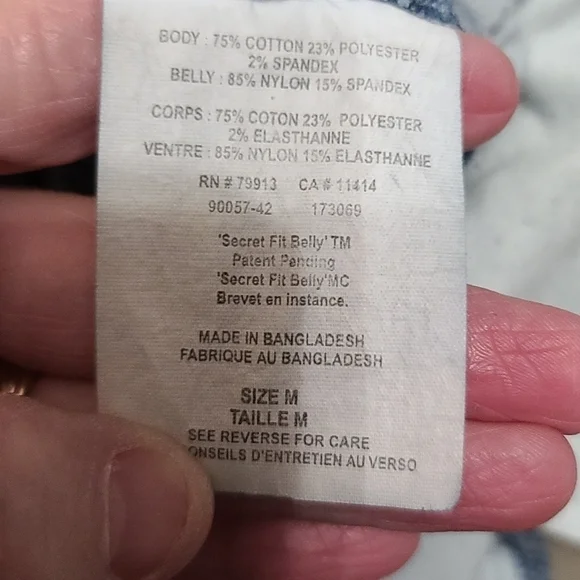 BODY : 75% COTTON 23% POLYESTER
2% SPANDEX
BELLY : 85% NYLON 15% SPANDEX
CORPS : 75% COTON 23% POLYESTER
2% ELASTHANNE
VENTRE : 85% NYLON 15% ELASTHANNE
RN # 79913 CA # 11414
90057-42 173069
'Secret Fit Belly' TM
Patent Pending
'Secret Fit Belly'MC
Brevet en instance.
MADE IN BANGLADESH
FABRIQUE AU BANGLADESH
SIZE M
TAILLE M
SEE REVERSE FOR CARE
ONSEILS D'ENTRETIEN AU VERSO